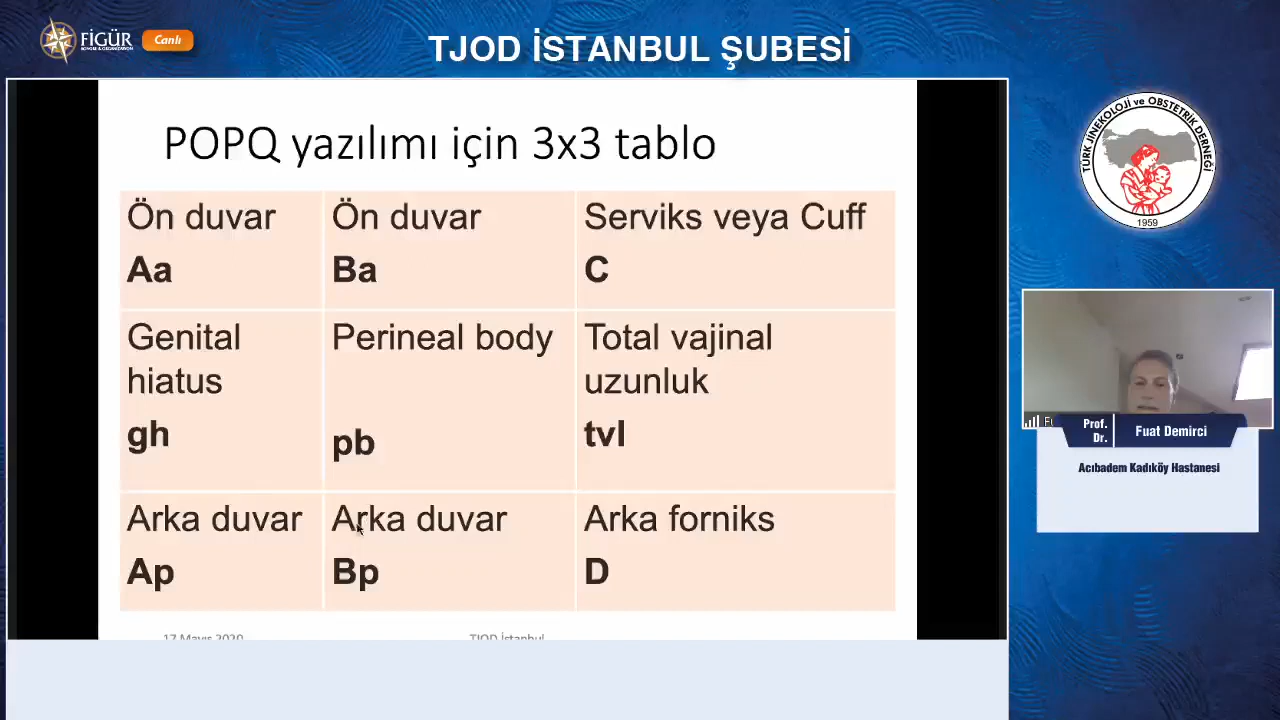 FİGÜR
Canlı
TJOD İSTANBUL ŞUBESİ
POPQ yazılımı için 3x3 tablo
Ön duvar
Aa
Ön duvar
Ba
Serviks veya Cuff
C
Genital
hiatus
gh
Perineal body
pb
Total vajinal
uzunluk
tvl
Arka duvar
Ap
Arka duvar
Bp
Arka forniks
D
17 Mayıs 2020
TJOD İstanbul
TÜRK JİNEKOLOJİ ve OBSTETRİK DERNEĞİ
1959
Prof.
Dr.
Fuat Demirci
Acıbadem Kadıköy Hastanesi